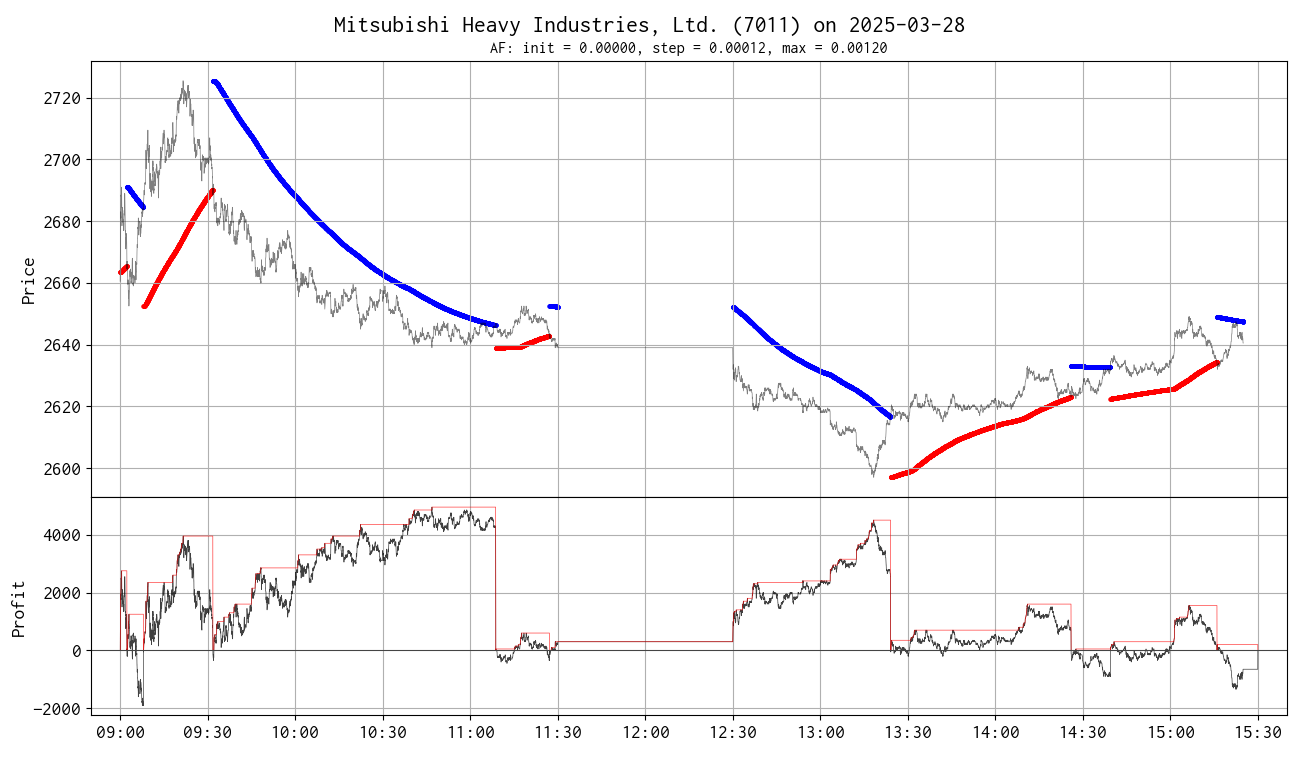 Mitsubishi Heavy Industries, Ltd. (7011) on 2025-03-28
AF: init = 0.00000, step = 0.00012, max = 0.00120
Price
2720
2700
2680
2660
2640
2620
2600
Profit
4000
2000
0
−2000
09:00 09:30 10:00 10:30 11:00 11:30 12:00 12:30 13:00 13:30 14:00 14:30 15:00 15:30